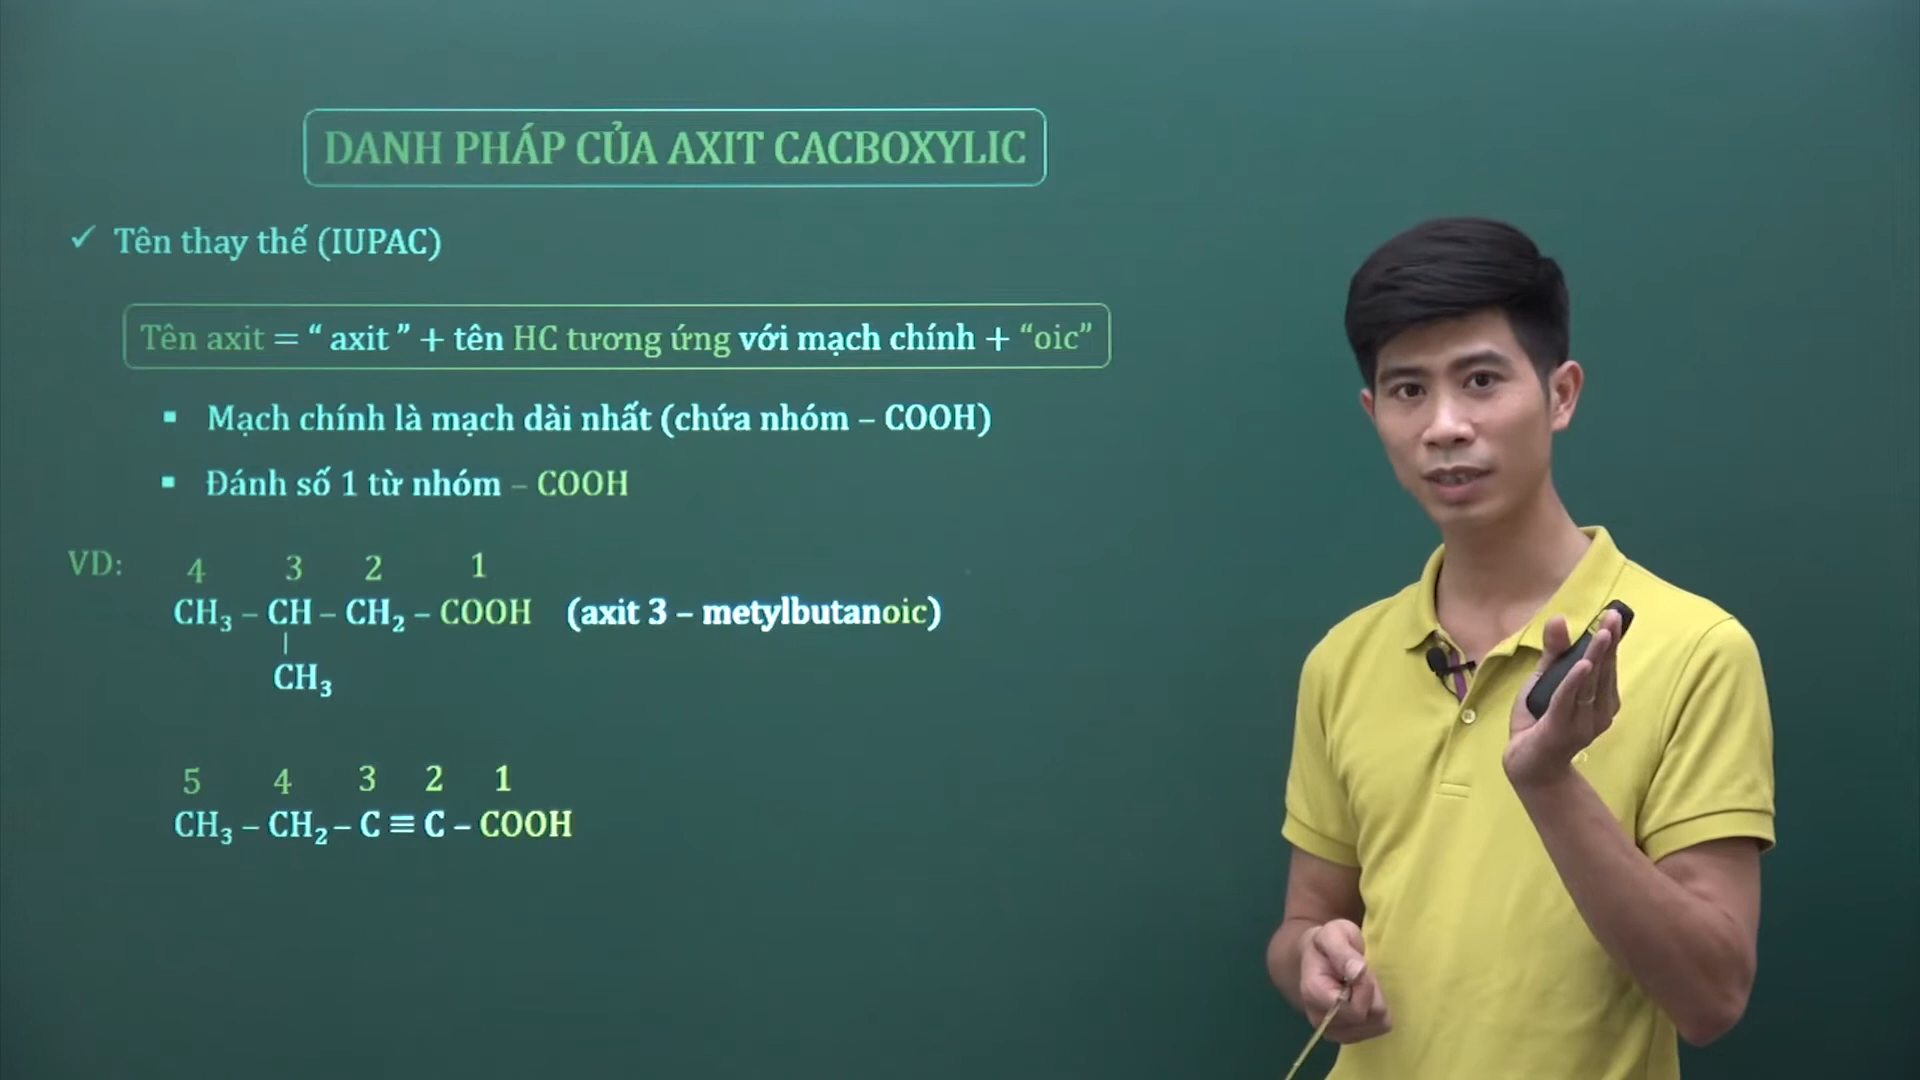 DANH PHÁP CỦA AXIT CACBOXYLIC
✓ Tên thay thế (IUPAC)
Tên axit = “ axit ” + tên HC tương ứng với mạch chính + “oic”
▪ Mạch chính là mạch dài nhất (chứa nhóm – COOH)
▪ Đánh số 1 từ nhóm – COOH
VD: 4 3 2 1
CH₃ – CH – CH₂ – COOH (axit 3 – metylbutanoic)
|
CH₃
5 4 3 2 1
CH₃ – CH₂ – C ≡ C – COOH